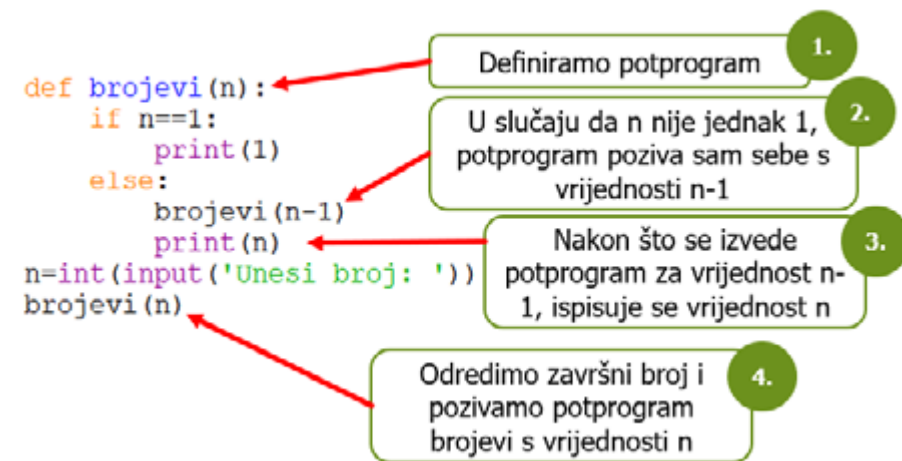 def brojevi(n):
    if n==1:
        print(1)
    else:
        brojevi(n-1)
        print(n)
n=int(input('Unesi broj: '))
brojevi(n)
1.
Definiramo potprogram
2.
U slučaju da n nije jednak 1,
potprogram poziva sam sebe s
vrijednosti n-1
3.
Nakon što se izvede
potprogram za vrijednost n-
1, ispisuje se vrijednost n
4.
Odredimo završni broj i
pozivamo potprogram
brojevi s vrijednosti n